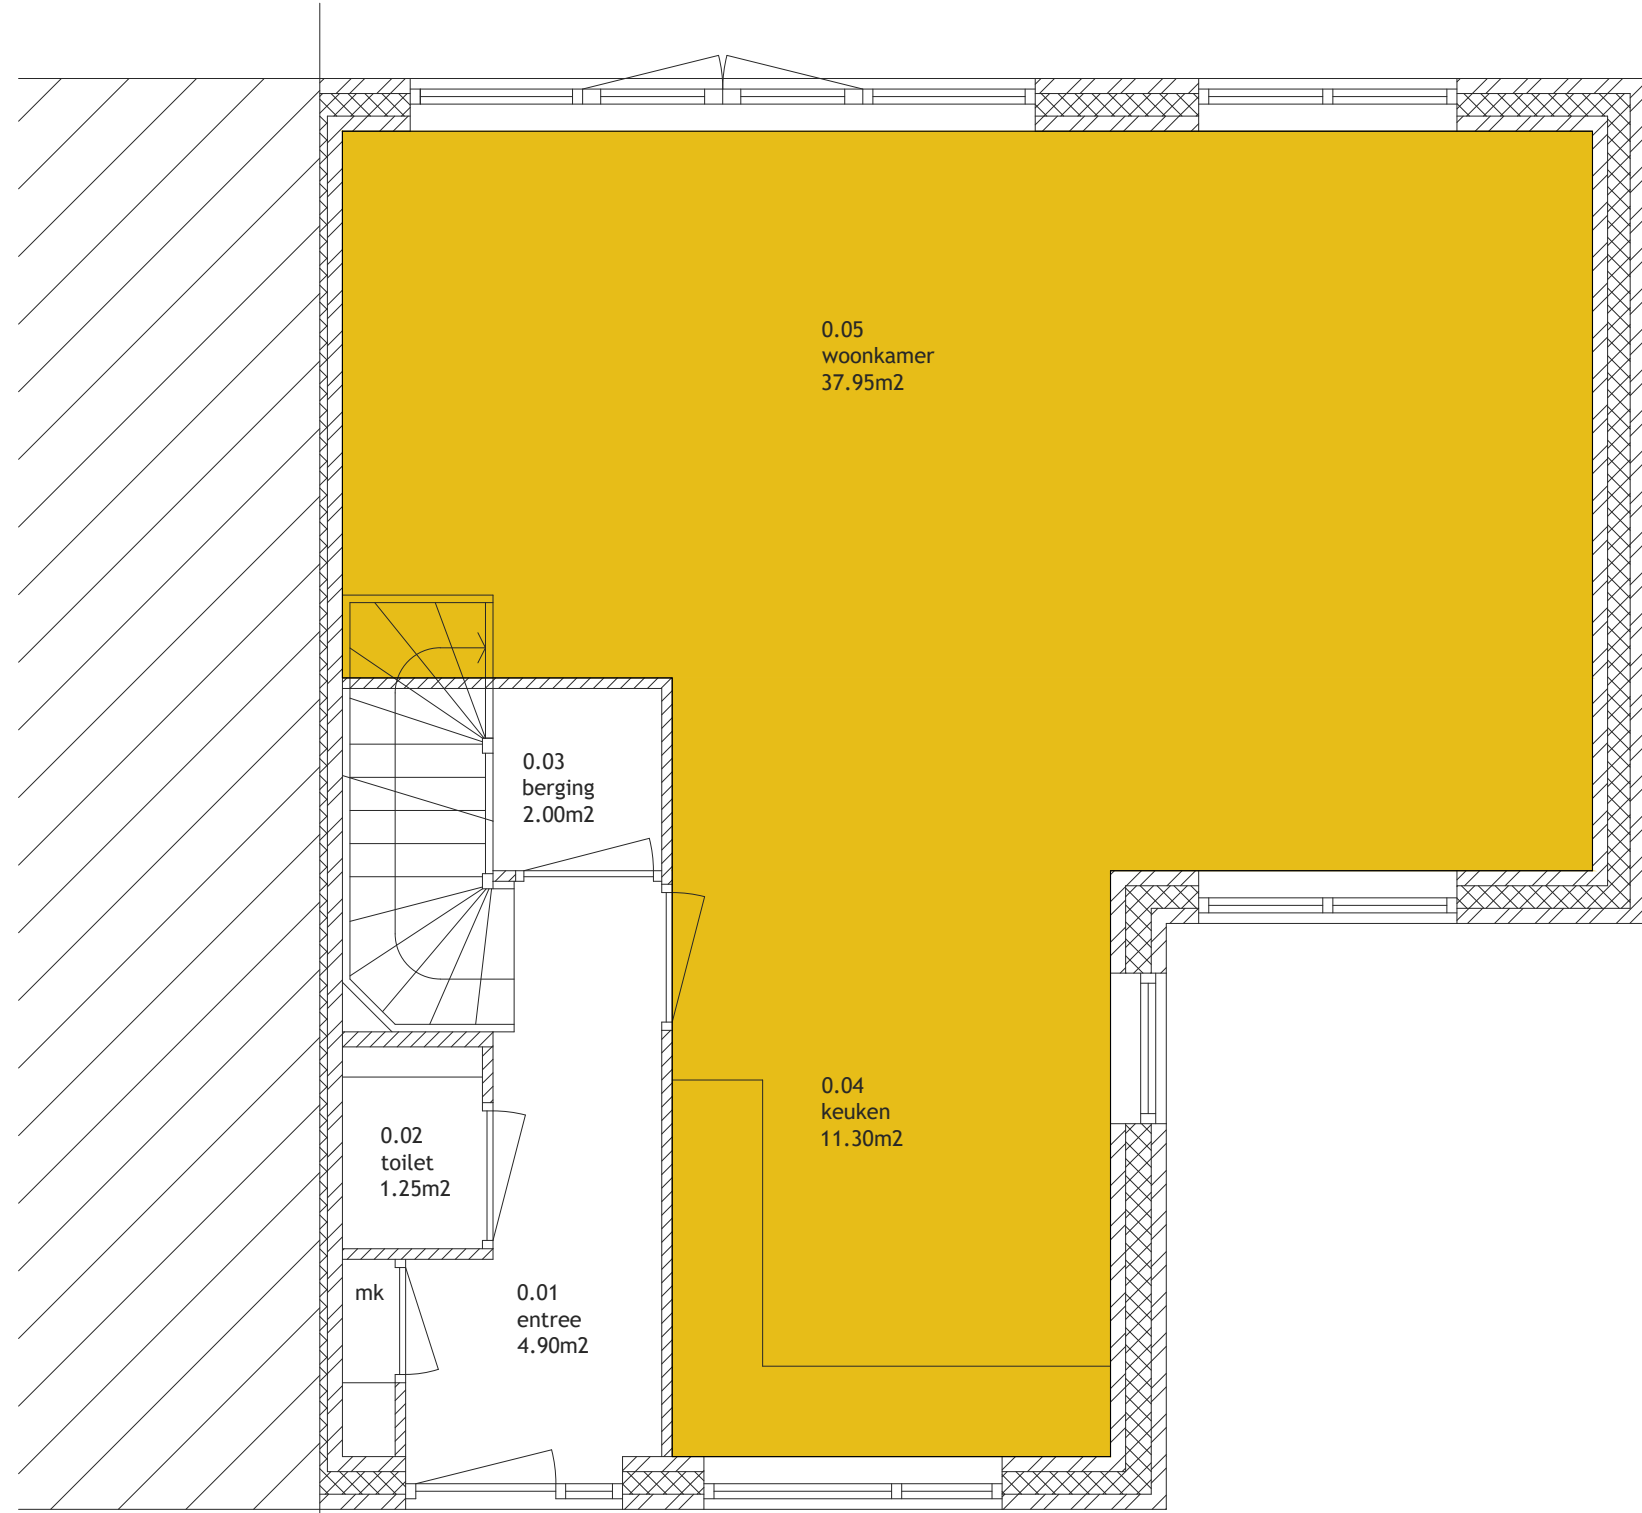 0.05
woonkamer
37.95m2
0.03
berging
2.00m2
0.04
keuken
11.30m2
0.02
toilet
1.25m2
mk
0.01
entree
4.90m2